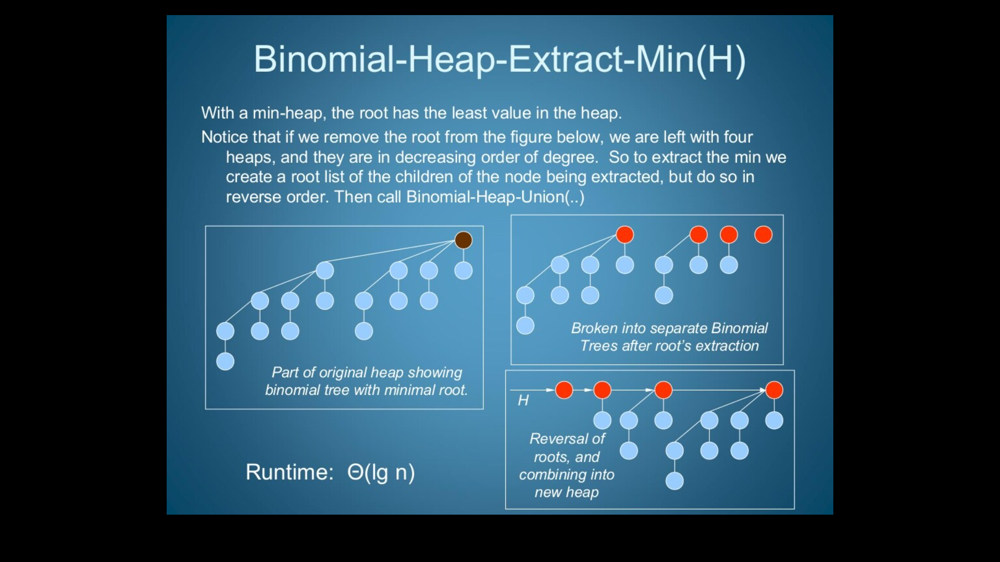 Binomial-Heap-Extract-Min(H)
With a min-heap, the root has the least value in the heap.
Notice that if we remove the root from the figure below, we are left with four
heaps, and they are in decreasing order of degree.  So to extract the min we
create a root list of the children of the node being extracted, but do so in
reverse order. Then call Binomial-Heap-Union(..)
Part of original heap showing
binomial tree with minimal root.
Broken into separate Binomial
Trees after root's extraction
H
Reversal of
roots, and
combining into
new heap
Runtime:  Θ(lg n)